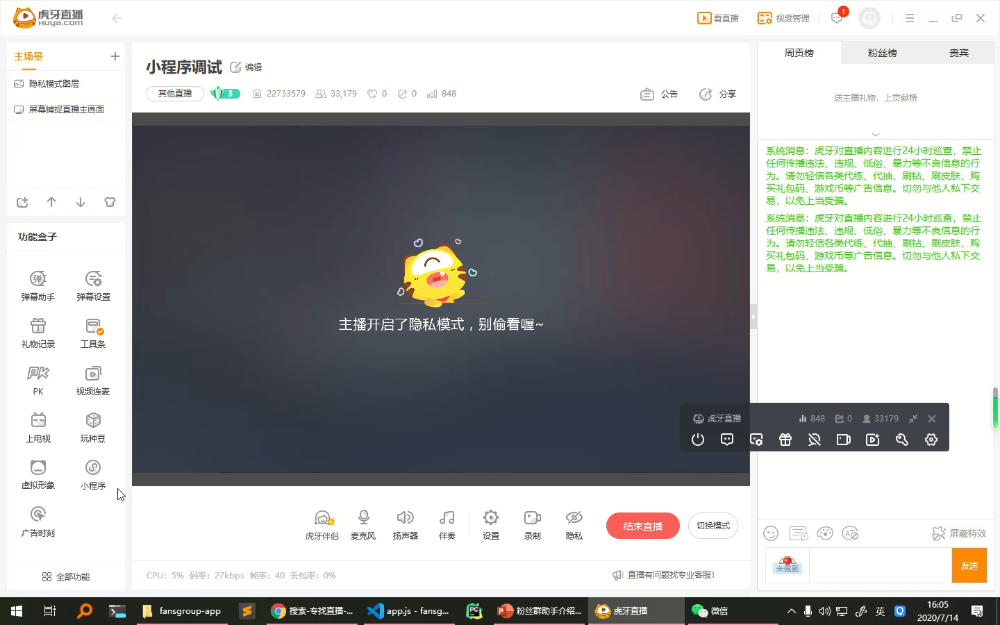 虎牙直播
HUYA.com
看直播
视频管理
1
主场景
隐私模式图层
屏幕捕捉直播主画面
功能盒子
弹幕助手
弹幕设置
礼物记录
工具条
PK
视频连麦
上电视
玩种豆
虚拟形象
小程序
广告时刻
全部功能
小程序调试
编辑
其他直播
5
22733579
33,179
0
0
848
公告
分享
主播开启了隐私模式，别偷看喔~
虎牙伴侣
麦克风
扬声器
伴奏
设置
录制
隐私
结束直播
切换模式
CPU：5% 码率：27kbps 帧率：40 丢包率：0%
直播有问题找专业客服！
周贡榜
粉丝榜
贵宾
送主播礼物，上贡献榜
系统消息：虎牙对直播内容进行24小时巡查，禁止
任何传播违法、违规、低俗、暴力等不良信息的行
为。请勿轻信各类代练、代抽、刷钻、刷皮肤，购
买礼包码、游戏币等广告信息。切勿与他人私下交
易，以免上当受骗。
系统消息：虎牙对直播内容进行24小时巡查，禁止
任何传播违法、违规、低俗、暴力等不良信息的行
为。请勿轻信各类代练、代抽、刷钻、刷皮肤，购
买礼包码、游戏币等广告信息。切勿与他人私下交
易，以免上当受骗。
虎牙直播
848
0
33179
屏蔽特效
未佩戴
发送
fansgroup-app
搜索-专找直播-...
app.js - fansg...
粉丝群助手介绍...
虎牙直播
微信
英
16:05
2020/7/14